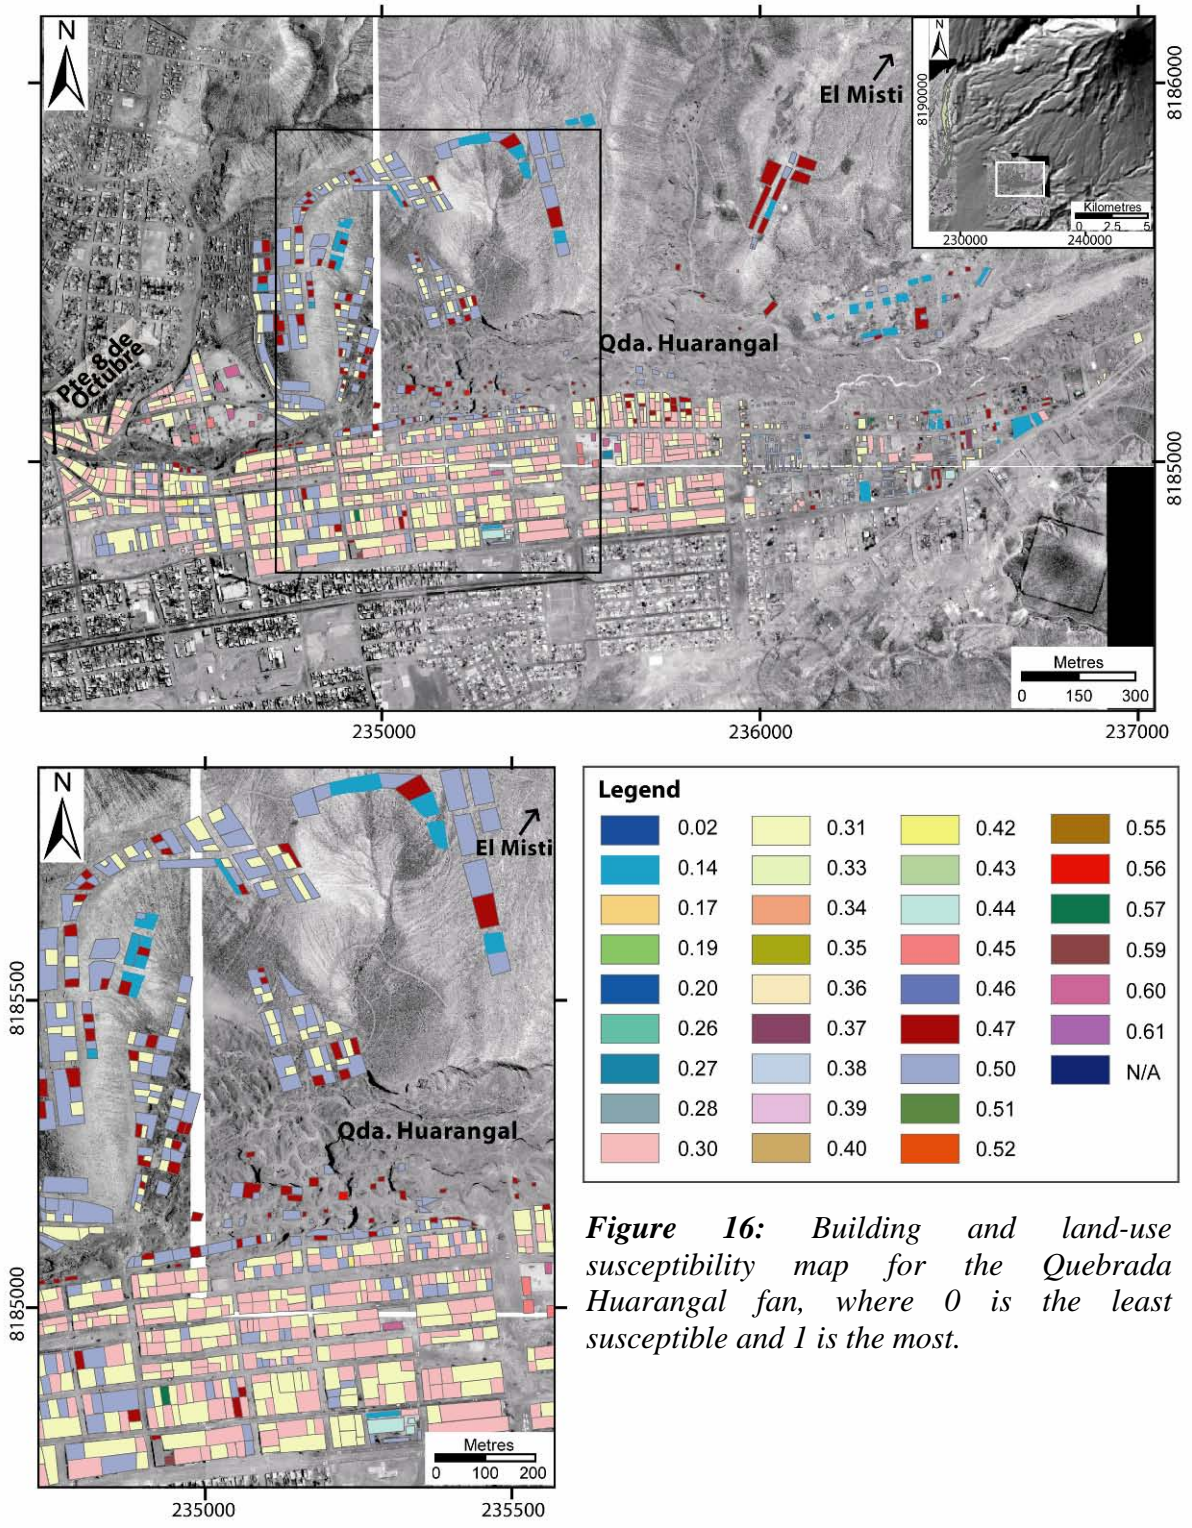 N
El Misti
N
8190000
Kilometres
0 2.5 5
230000 240000
8186000
Pte. 8 de
Octubre
Qda. Huarangal
8185000
Metres
0 150 300
235000 236000 237000
N
El Misti
8185500
Qda. Huarangal
8185000
Metres
0 100 200
235000 235500
Legend
0.02 0.31 0.42 0.55
0.14 0.33 0.43 0.56
0.17 0.34 0.44 0.57
0.19 0.35 0.45 0.59
0.20 0.36 0.46 0.60
0.26 0.37 0.47 0.61
0.27 0.38 0.50 N/A
0.28 0.39 0.51
0.30 0.40 0.52
Figure 16: Building and land-use
susceptibility map for the Quebrada
Huarangal fan, where 0 is the least
susceptible and 1 is the most.